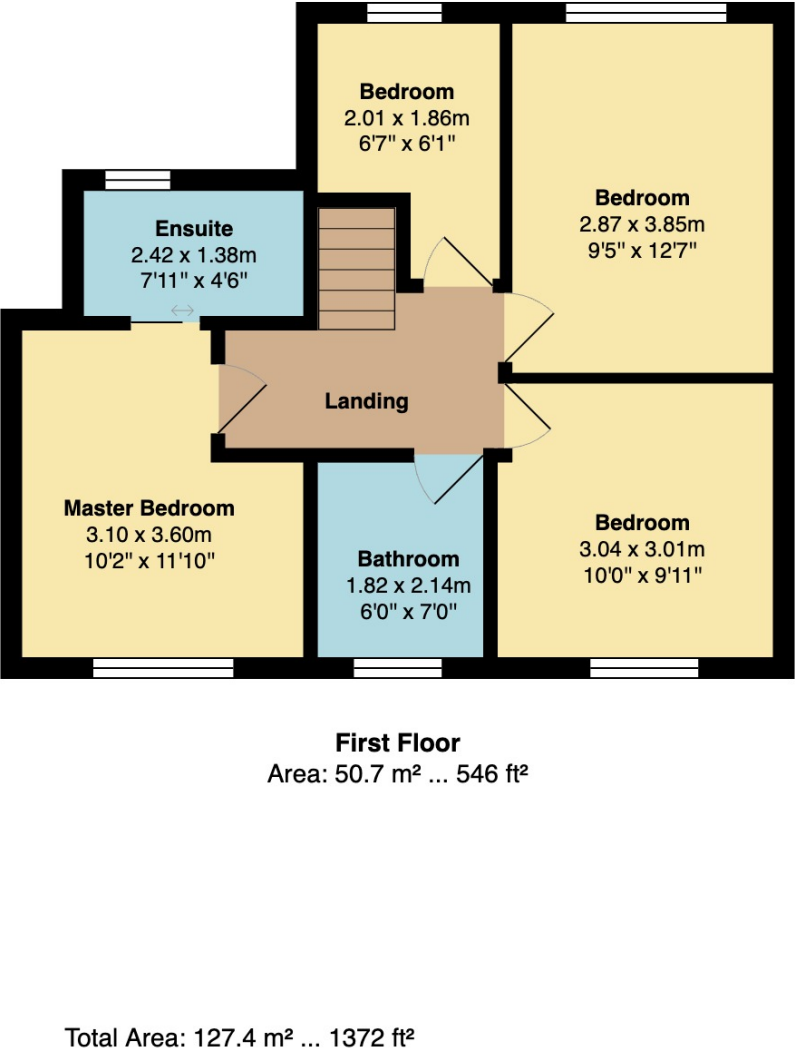 Bedroom
2.01 x 1.86m
6'7" x 6'1"
Bedroom
2.87 x 3.85m
9'5" x 12'7"
Ensuite
2.42 x 1.38m
7'11" x 4'6"
Landing
Master Bedroom
3.10 x 3.60m
10'2" x 11'10"
Bathroom
1.82 x 2.14m
6'0" x 7'0"
Bedroom
3.04 x 3.01m
10'0" x 9'11"
First Floor
Area: 50.7 m² ... 546 ft²
Total Area: 127.4 m² ... 1372 ft²